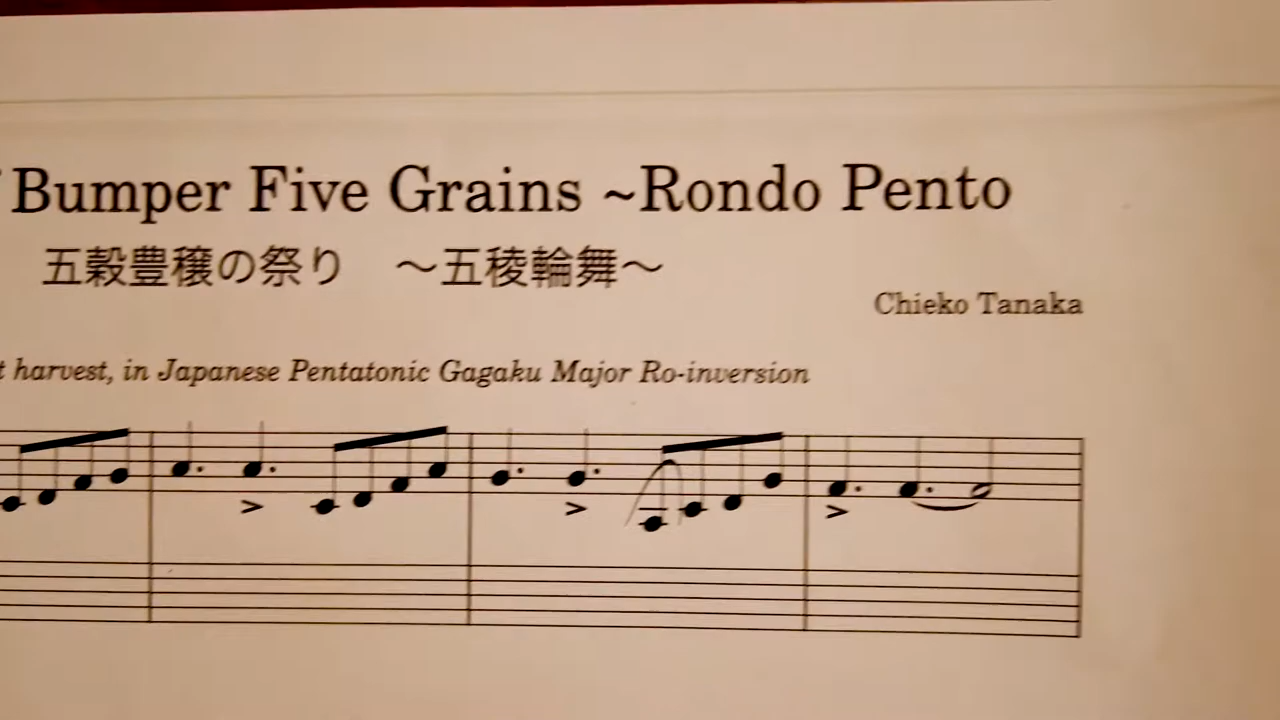 Bumper Five Grains ~Rondo Pento
五穀豊穣の祭り ～五稜輪舞～
Chieko Tanaka
harvest, in Japanese Pentatonic Gagaku Major Ro-inversion